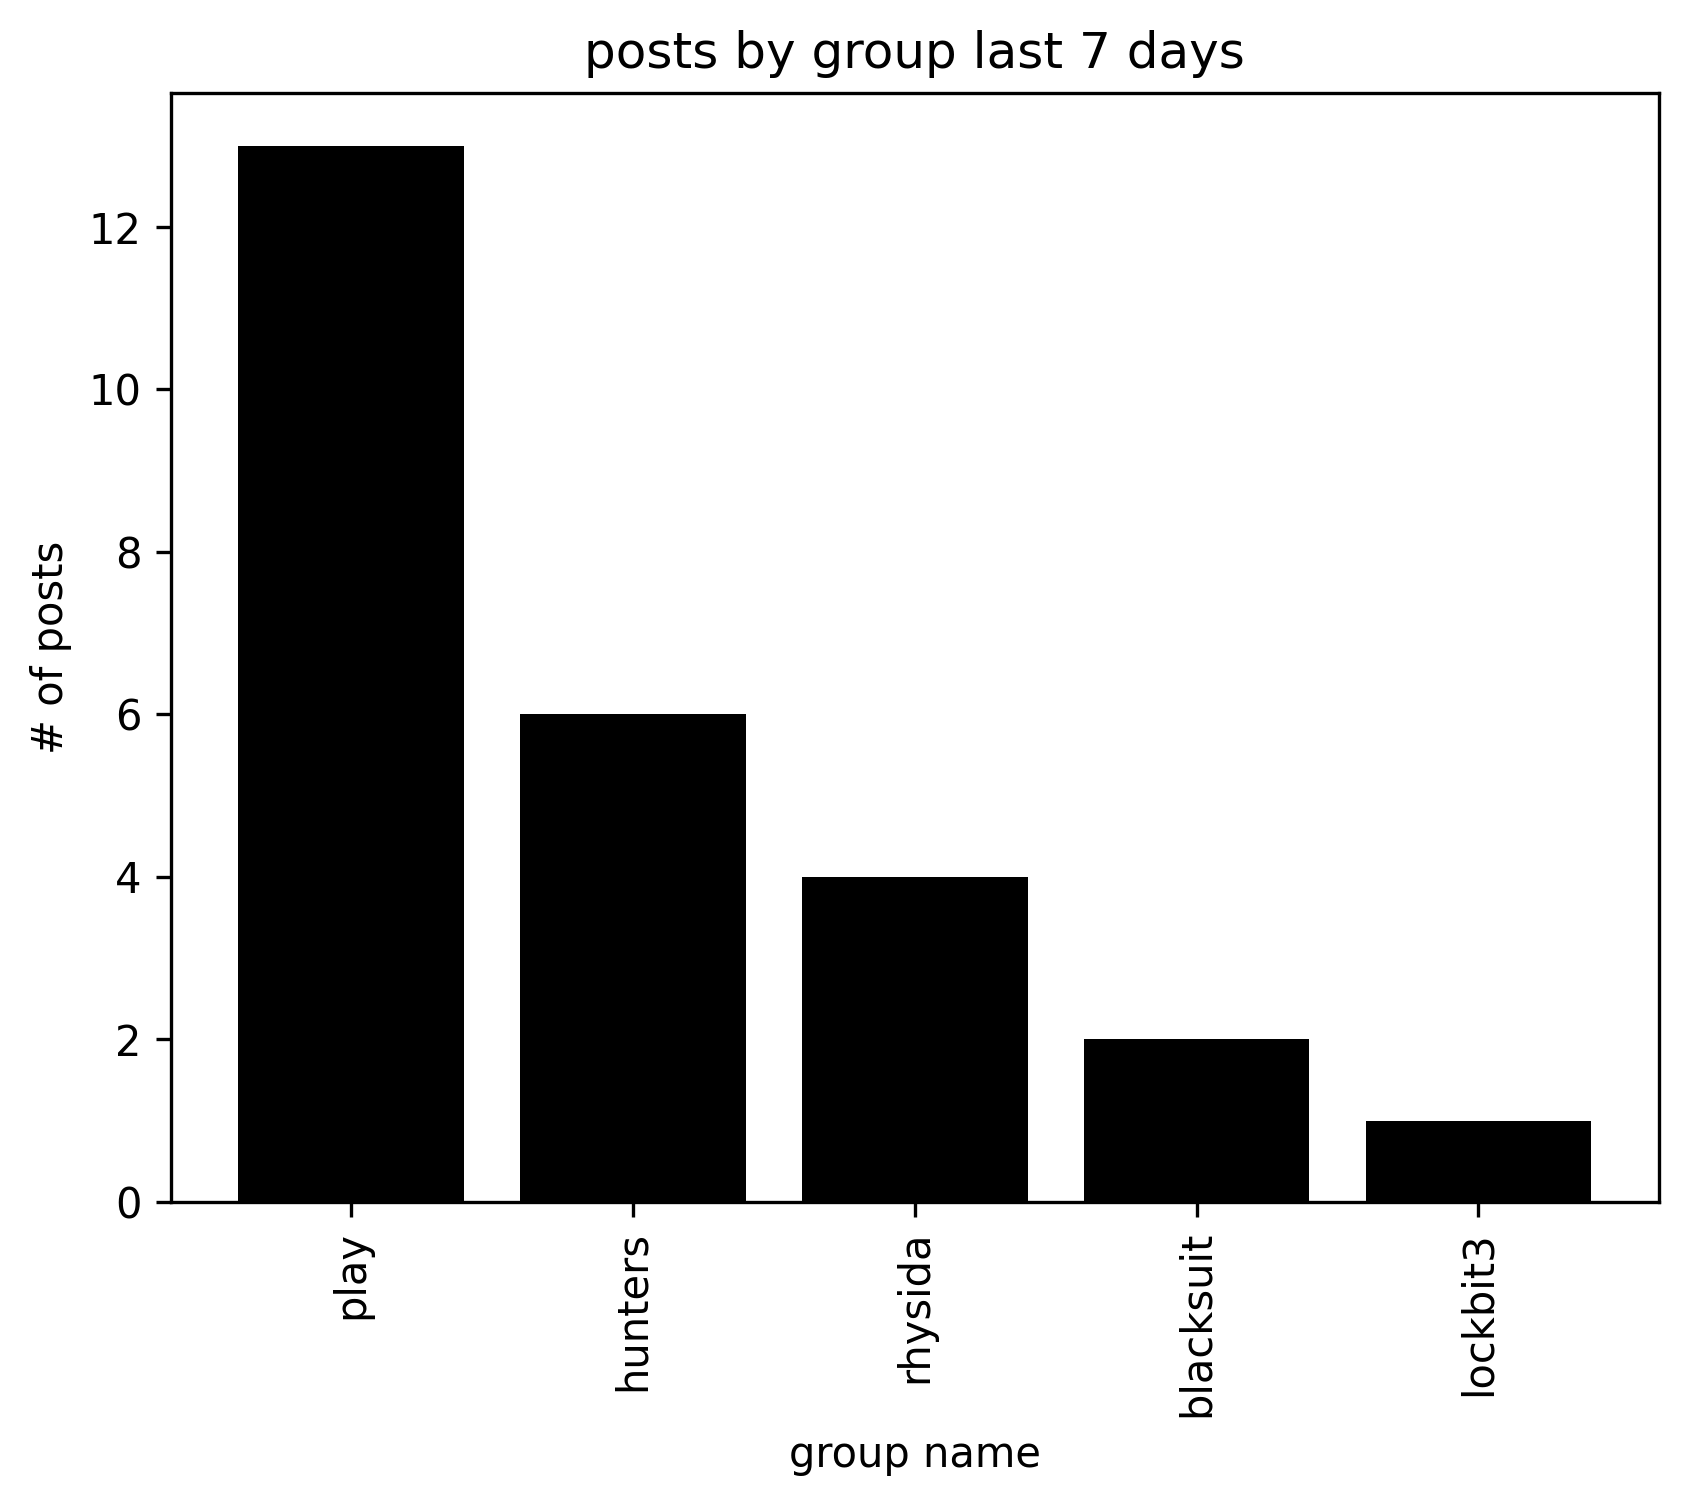 posts by group last 7 days
12
10
8
6
4
2
0
# of posts
play
hunters
rhysida
blacksuit
lockbit3
group name